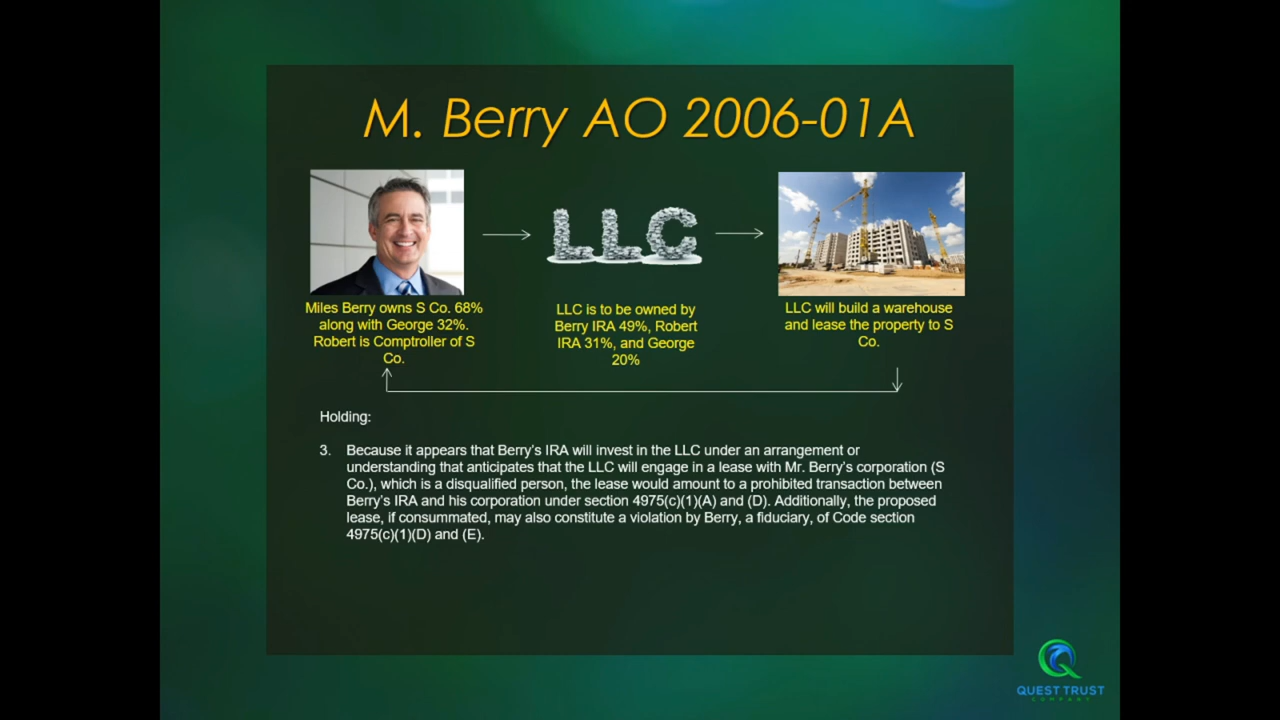 M. Berry AO 2006-01A
LLC
Miles Berry owns S Co. 68%
along with George 32%.
Robert is Comptroller of S
Co.
LLC is to be owned by
Berry IRA 49%, Robert
IRA 31%, and George
20%
LLC will build a warehouse
and lease the property to S
Co.
Holding:
3. Because it appears that Berry's IRA will invest in the LLC under an arrangement or
understanding that anticipates that the LLC will engage in a lease with Mr. Berry's corporation (S
Co.), which is a disqualified person, the lease would amount to a prohibited transaction between
Berry's IRA and his corporation under section 4975(c)(1)(A) and (D). Additionally, the proposed
lease, if consummated, may also constitute a violation by Berry, a fiduciary, of Code section
4975(c)(1)(D) and (E).
QUEST TRUST
COMPANY